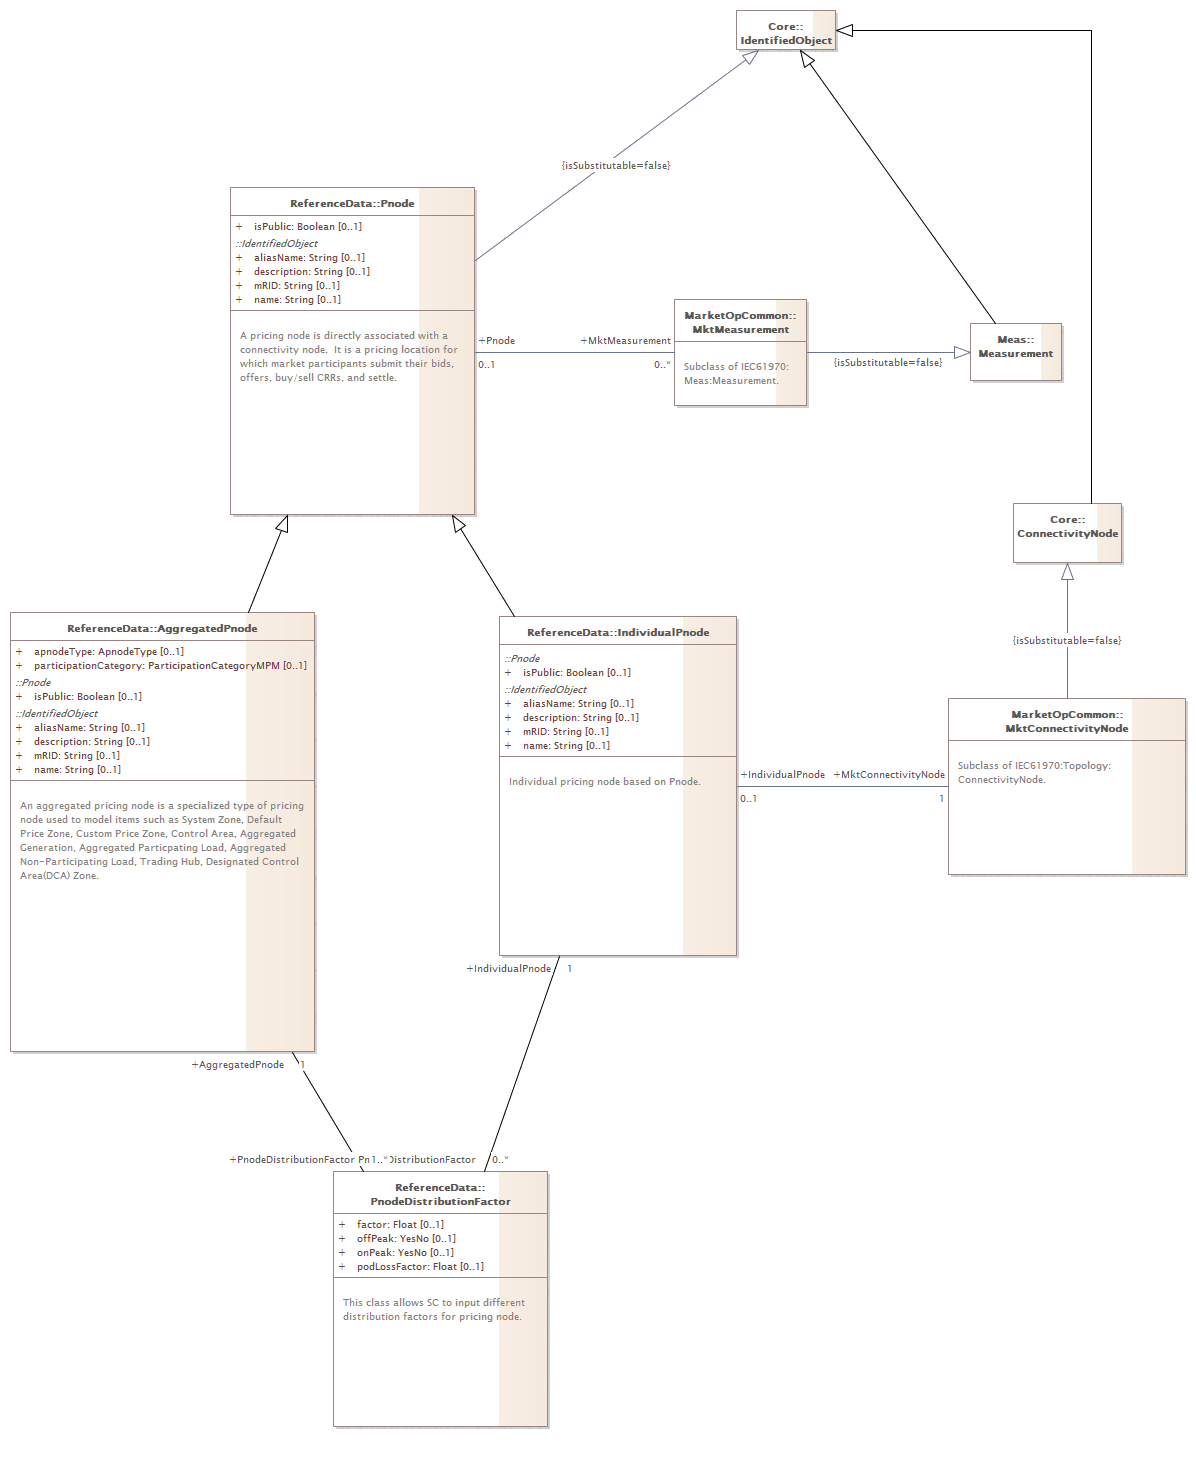 Core::
IdentifiedObject
{isSubstitutable=false}
ReferenceData::Pnode
+ isPublic: Boolean [0..1]
::IdentifiedObject
+ aliasName: String [0..1]
+ description: String [0..1]
+ mRID: String [0..1]
+ name: String [0..1]
A pricing node is directly associated with a
connectivity node.  It is a pricing location for
which market participants submit their bids,
offers, buy/sell CRRs, and settle.
+Pnode
0..1
+MktMeasurement
0..*
MarketOpCommon::
MktMeasurement
Subclass of IEC61970:
Meas:Measurement.
{isSubstitutable=false}
Meas::
Measurement
Core::
ConnectivityNode
{isSubstitutable=false}
ReferenceData::AggregatedPnode
+ apnodeType: ApnodeType [0..1]
+ participationCategory: ParticipationCategoryMPM [0..1]
::Pnode
+ isPublic: Boolean [0..1]
::IdentifiedObject
+ aliasName: String [0..1]
+ description: String [0..1]
+ mRID: String [0..1]
+ name: String [0..1]
An aggregated pricing node is a specialized type of pricing
node used to model items such as System Zone, Default
Price Zone, Custom Price Zone, Control Area, Aggregated
Generation, Aggregated Particpating Load, Aggregated
Non-Participating Load, Trading Hub, Designated Control
Area(DCA) Zone.
ReferenceData::IndividualPnode
::Pnode
+ isPublic: Boolean [0..1]
::IdentifiedObject
+ aliasName: String [0..1]
+ description: String [0..1]
+ mRID: String [0..1]
+ name: String [0..1]
Individual pricing node based on Pnode.
+IndividualPnode
0..1
+MktConnectivityNode
1
MarketOpCommon::
MktConnectivityNode
Subclass of IEC61970:Topology:
ConnectivityNode.
+IndividualPnode 1
+AggregatedPnode 1
+PnodeDistributionFactor Pn1..*DistributionFactor 0..*
ReferenceData::
PnodeDistributionFactor
+ factor: Float [0..1]
+ offPeak: YesNo [0..1]
+ onPeak: YesNo [0..1]
+ podLossFactor: Float [0..1]
This class allows SC to input different
distribution factors for pricing node.